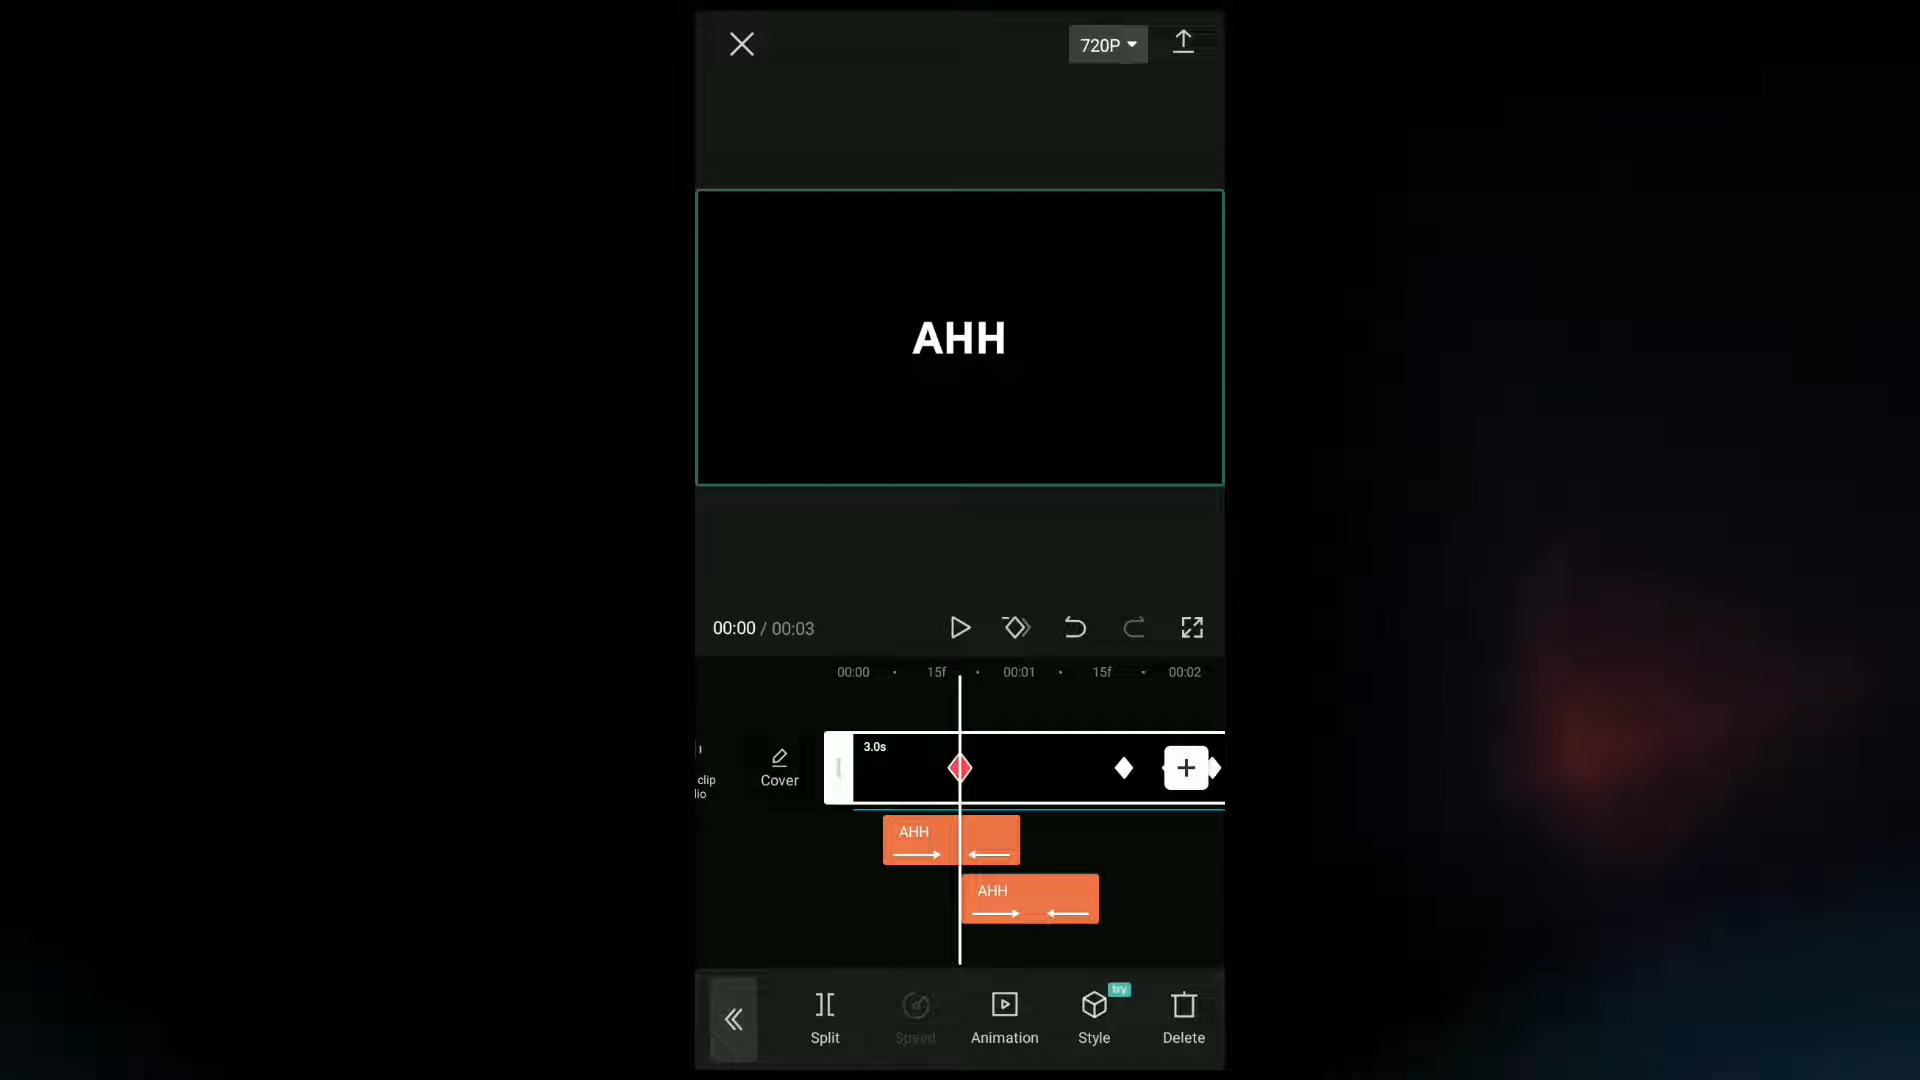 720P
AHH
00:00 / 00:03
00:00 15f 00:01 15f 00:02
3.0s
clip
lio
Cover
AHH
AHH
try
Split Speed Animation Style Delete